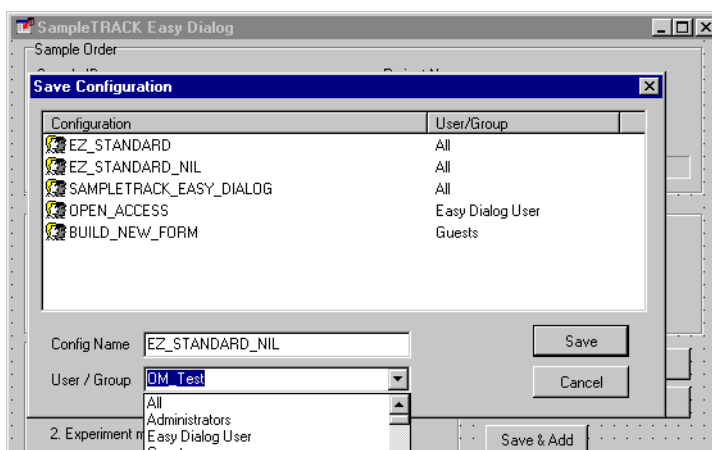 SampleTRACK Easy Dialog
Sample Order
Save Configuration
Configuration User/Group
EZ_STANDARD All
EZ_STANDARD_NIL All
SAMPLETRACK_EASY_DIALOG All
OPEN_ACCESS Easy Dialog User
BUILD_NEW_FORM Guests
Config Name EZ_STANDARD_NIL Save
User / Group OM_Test Cancel
All
Administrators
2. Experiment Easy Dialog User Save & Add